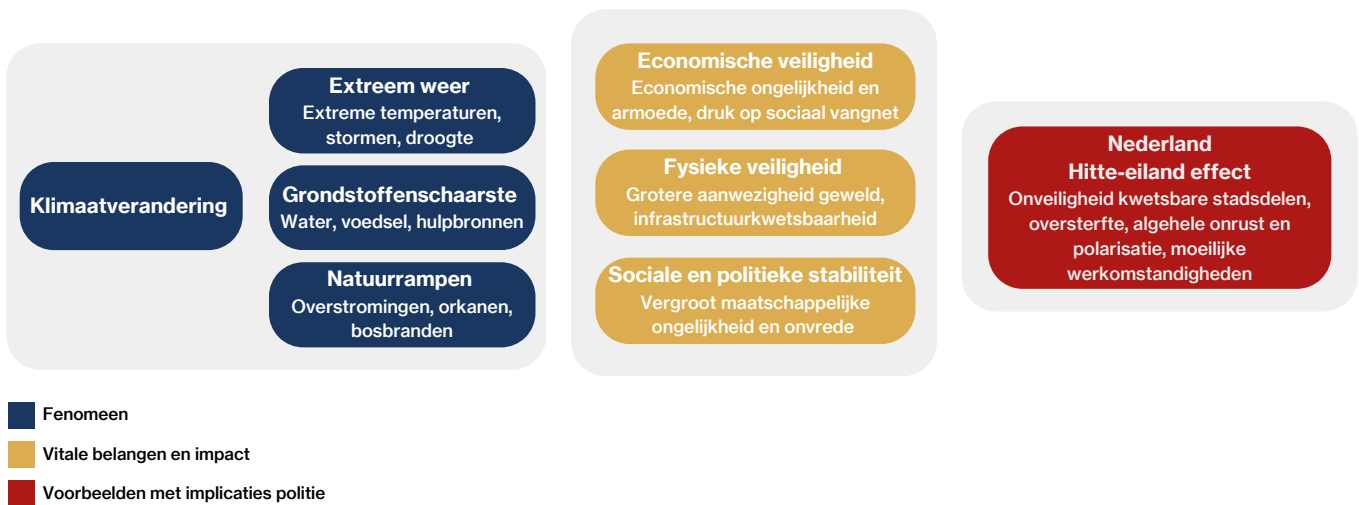 Klimaatverandering
Extreem weer
Extreme temperaturen,
stormen, droogte
Grondstoffenschaarste
Water, voedsel, hulpbronnen
Natuurrampen
Overstromingen, orkanen,
bosbranden
Economische veiligheid
Economische ongelijkheid en
armoede, druk op sociaal vangnet
Fysieke veiligheid
Grotere aanwezigheid geweld,
infrastructuurkwetsbaarheid
Sociale en politieke stabiliteit
Vergroot maatschappelijke
ongelijkheid en onvrede
Nederland
Hitte-eiland effect
Onveiligheid kwetsbare stadsdelen,
oversterfte, algehele onrust en
polarisatie, moeilijke
werkomstandigheden
Fenomeen
Vitale belangen en impact
Voorbeelden met implicaties politie